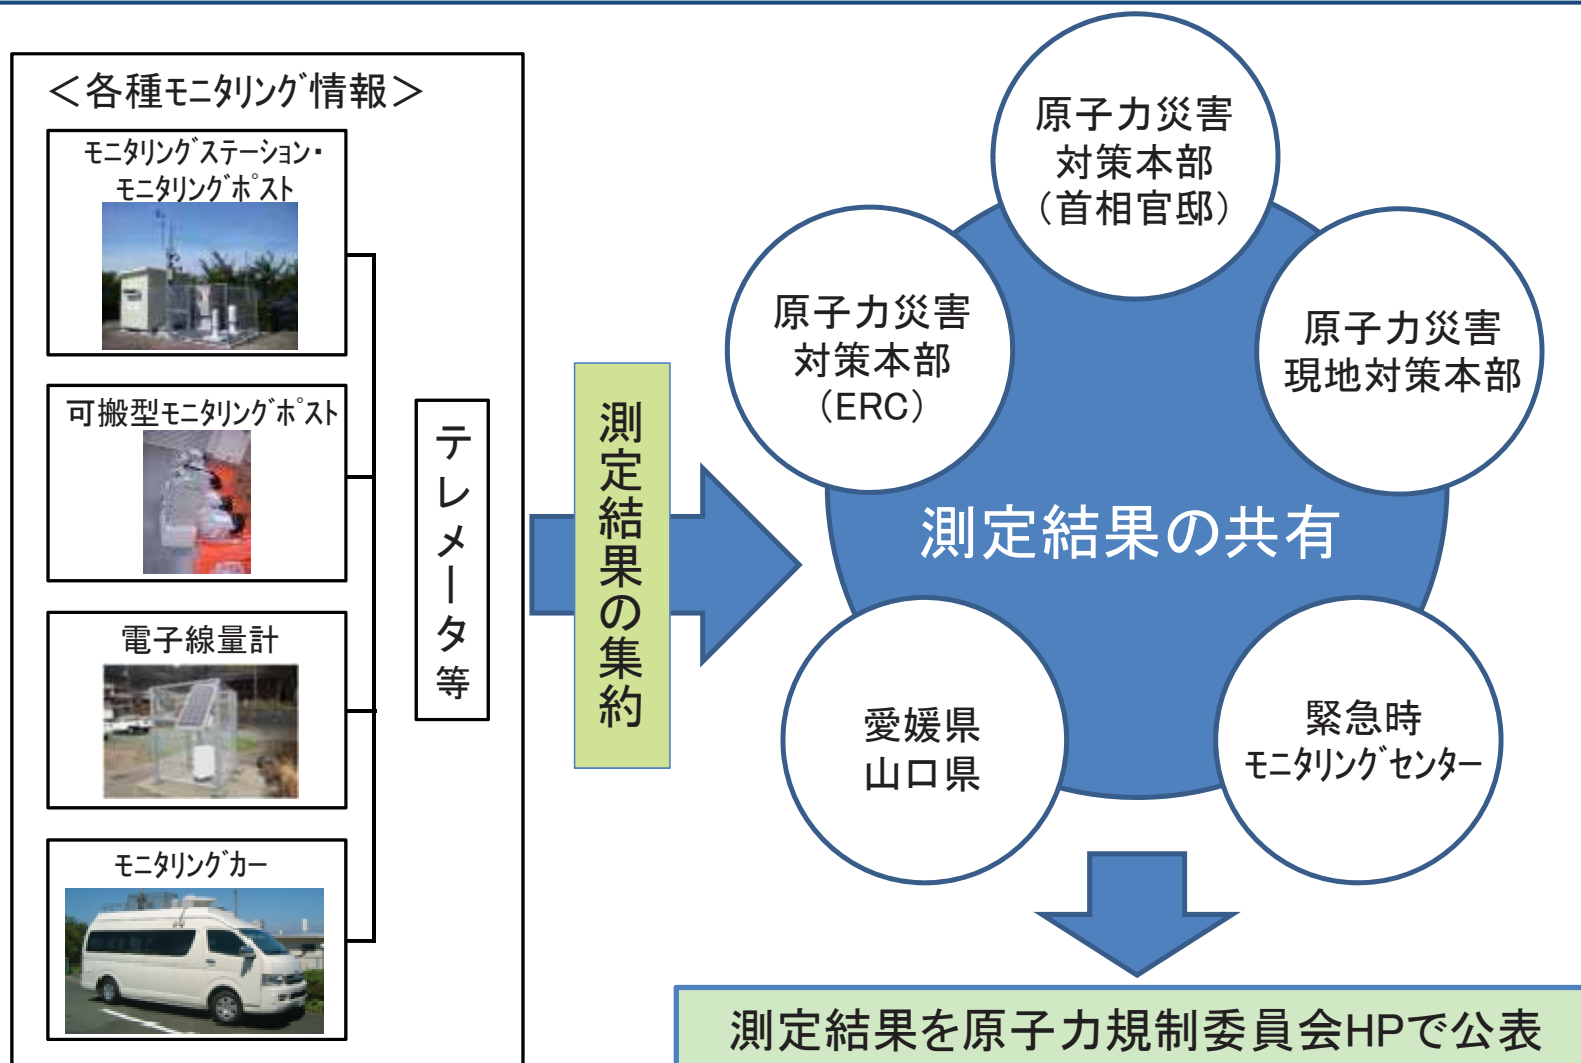 ＜各種ﾓﾆﾀﾘﾝｸﾞ情報＞
ﾓﾆﾀﾘﾝｸﾞｽﾃｰｼｮﾝ・
ﾓﾆﾀﾘﾝｸﾞﾎﾟｽﾄ
可搬型ﾓﾆﾀﾘﾝｸﾞﾎﾟｽﾄ
電子線量計
ﾓﾆﾀﾘﾝｸﾞｶｰ
テレメータ等
測定結果の集約
原子力災害
対策本部
（首相官邸）
原子力災害
対策本部
（ERC）
原子力災害
現地対策本部
測定結果の共有
愛媛県
山口県
緊急時
ﾓﾆﾀﾘﾝｸﾞｾﾝﾀｰ
測定結果を原子力規制委員会HPで公表